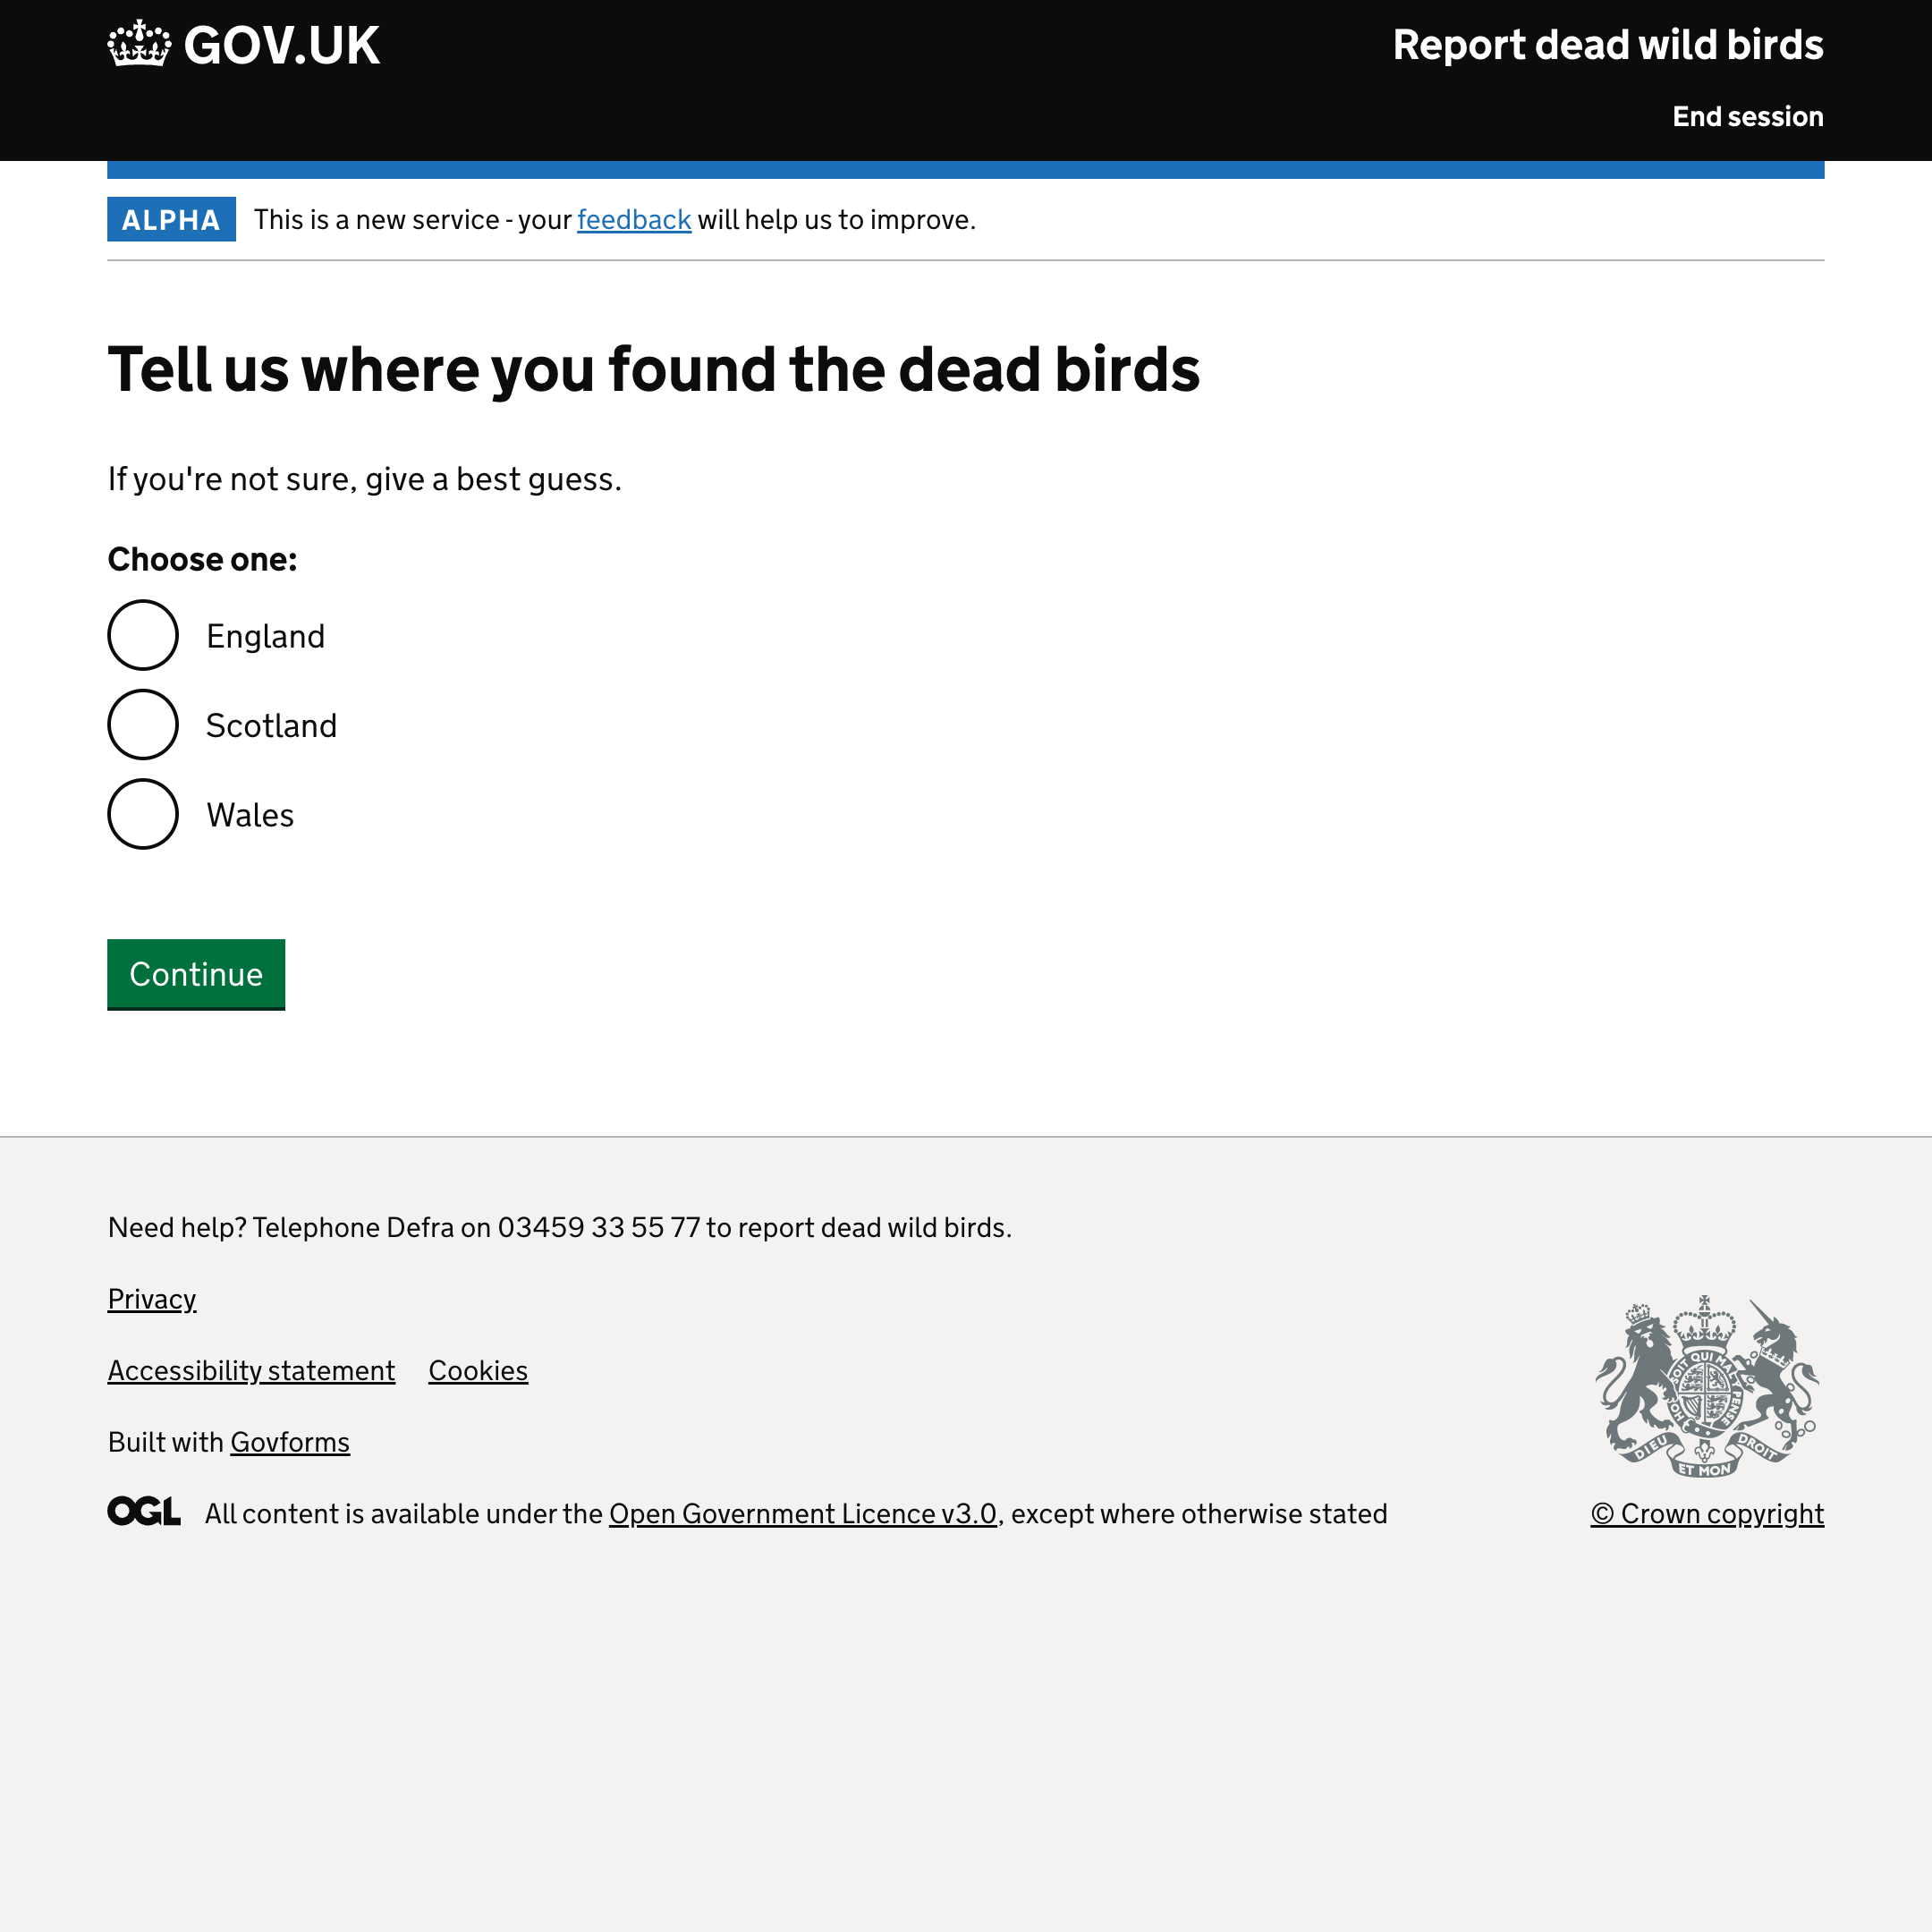 GOV.UK
Report dead wild birds
End session
ALPHA This is a new service - your feedback will help us to improve.
Tell us where you found the dead birds
If you're not sure, give a best guess.
Choose one:
England
Scotland
Wales
Continue
Need help? Telephone Defra on 03459 33 55 77 to report dead wild birds.
Privacy
Accessibility statement Cookies
Built with Govforms
OGL All content is available under the Open Government Licence v3.0, except where otherwise stated
SOIT QUI MAL Y PENSE
HO
DIEU ET MON DROIT
© Crown copyright